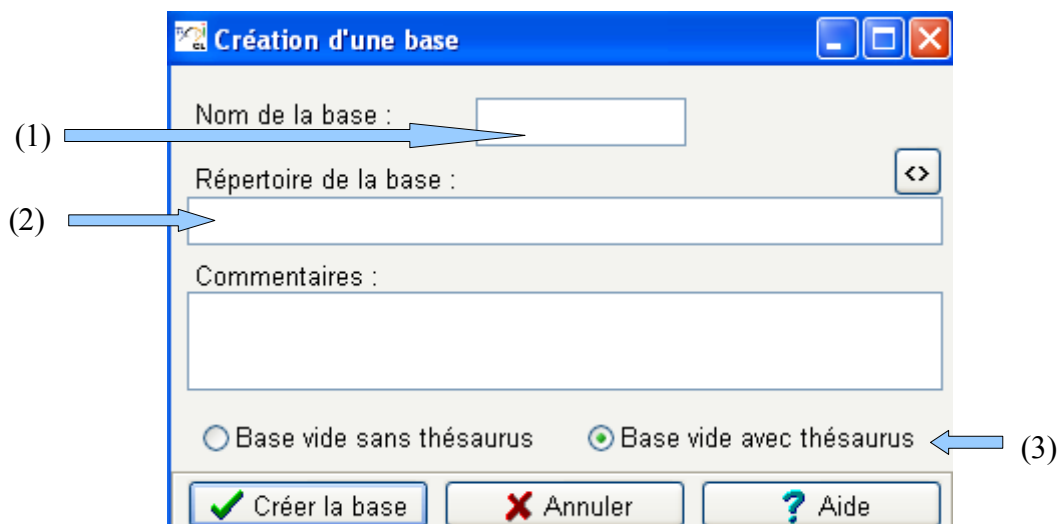 Création d'une base
Nom de la base :
(1)
<>
Répertoire de la base :
(2)
Commentaires :
Base vide sans thésaurus Base vide avec thésaurus
(3)
Créer la base Annuler ? Aide